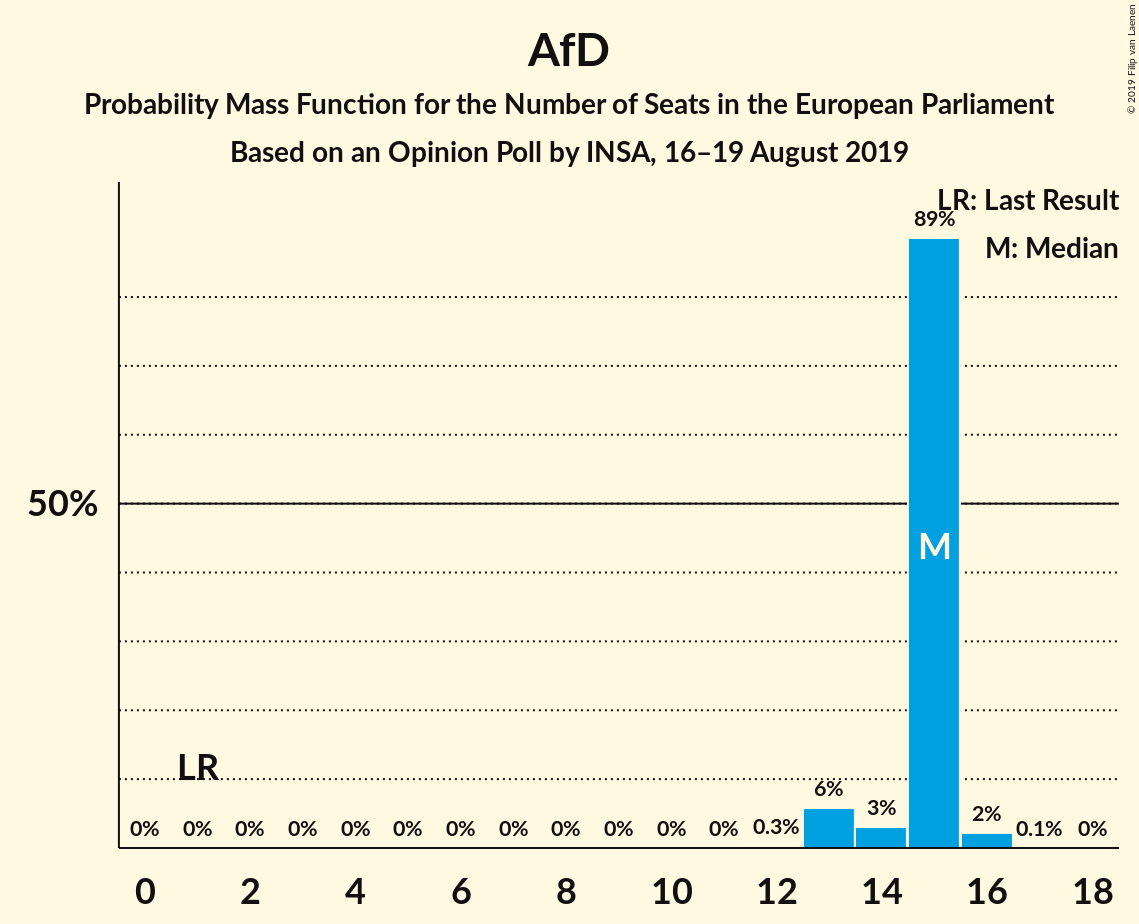 AfD
Probability Mass Function for the Number of Seats in the European Parliament
Based on an Opinion Poll by INSA, 16–19 August 2019
© 2019 Filip van Laenen
LR: Last Result
M: Median
89%
50%
M
LR
0% 0% 0% 0% 0% 0% 0% 0% 0% 0% 0% 0% 0.3% 6% 3% 2% 0.1% 0%
0 2 4 6 8 10 12 14 16 18